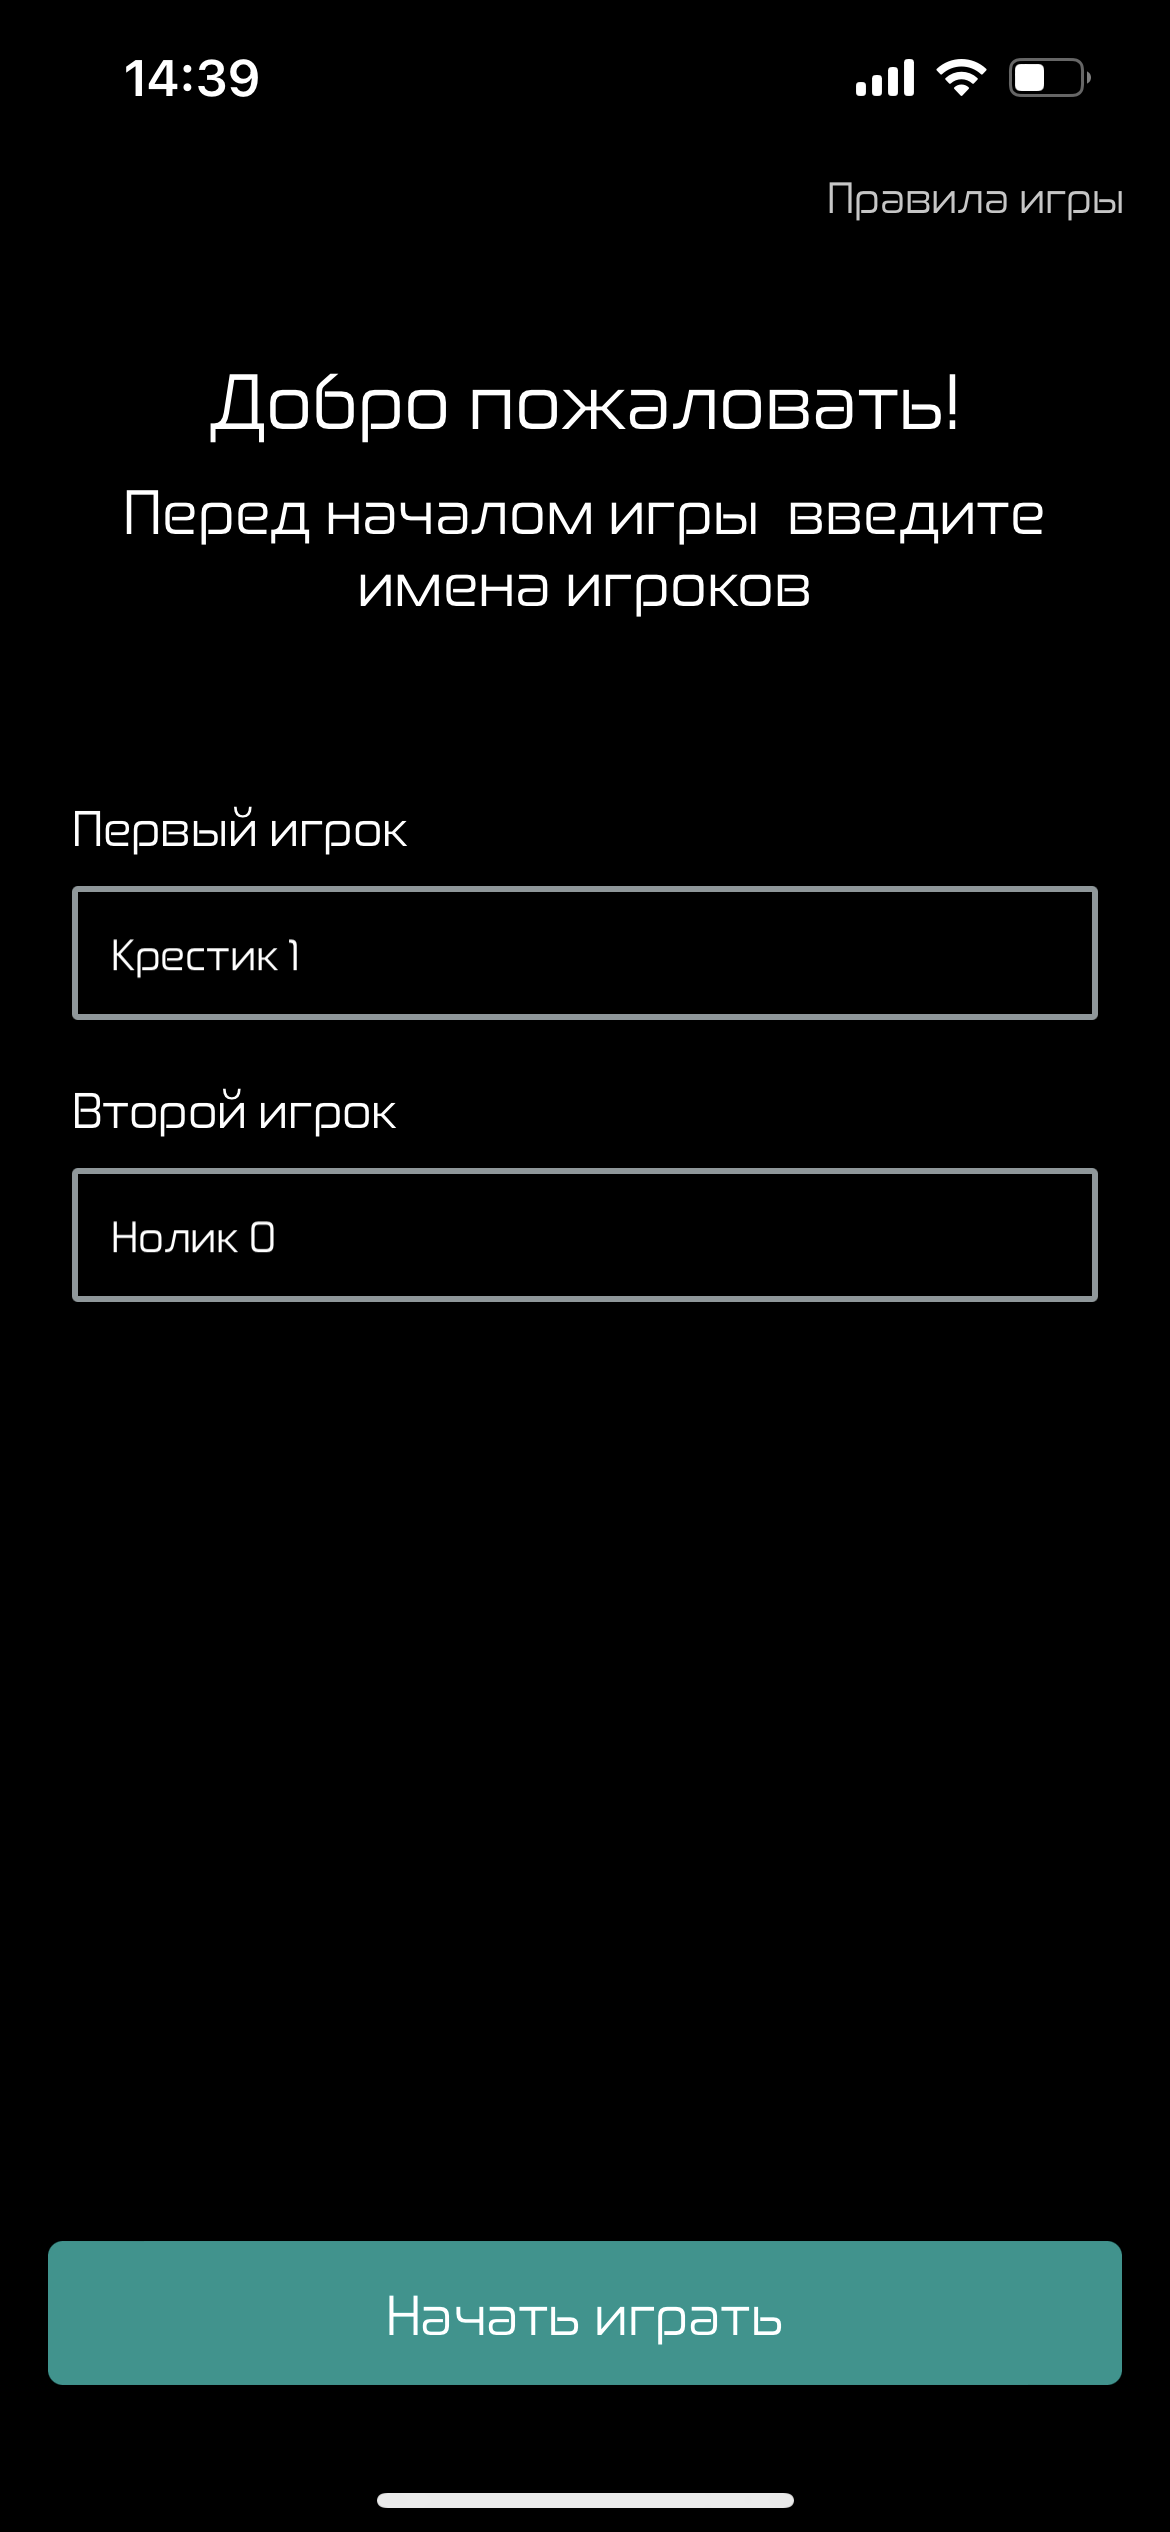 14:39
Правила игры
Добро пожаловать!
Перед началом игры  введите
имена игроков
Первый игрок
Крестик 1
Второй игрок
Нолик 0
Начать играть